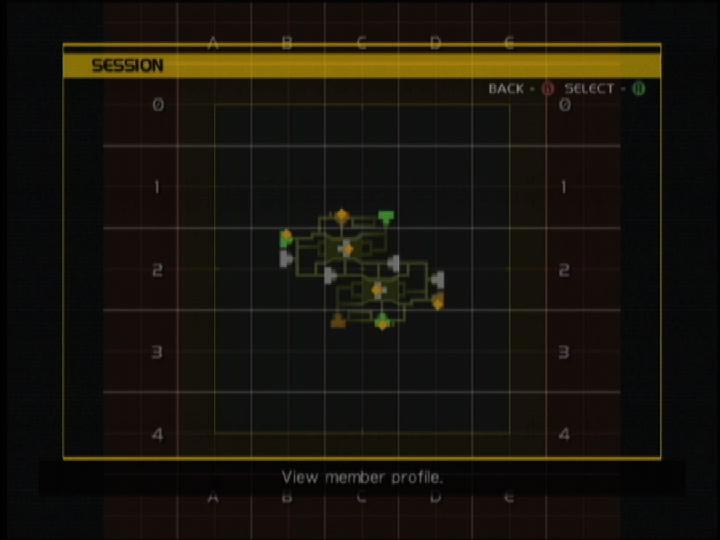 A B C D E
SESSION
BACK - SELECT -
0 0
1 1
2 2
3 3
4 4
View member profile.
A B C D E